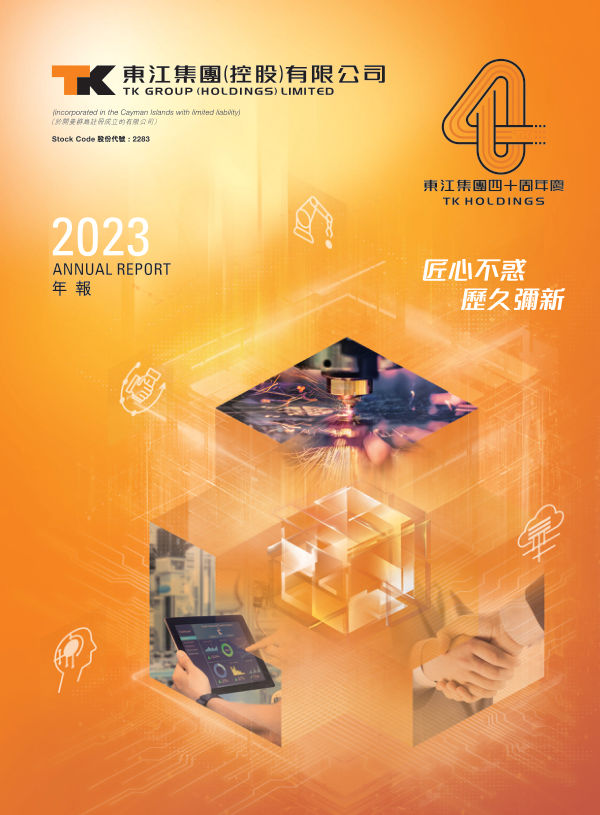 TK 東江集團(控股)有限公司
TK GROUP (HOLDINGS) LIMITED
(Incorporated in the Cayman Islands with limited liability)
(於開曼群島註冊成立的有限公司)
Stock Code 股份代號：2283
東江集團四十周年慶
TK HOLDINGS
2023
ANNUAL REPORT
年報
匠心不惑
歷久彌新